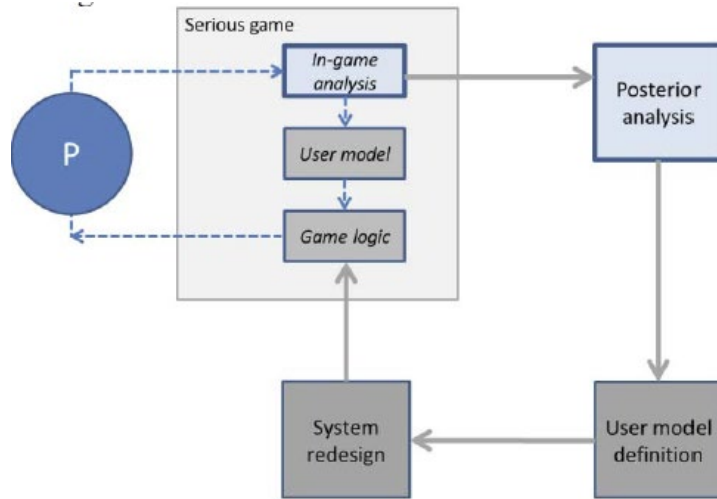 Serious game
In-game
analysis
P
User model
Game logic
Posterior
analysis
System
redesign
User model
definition